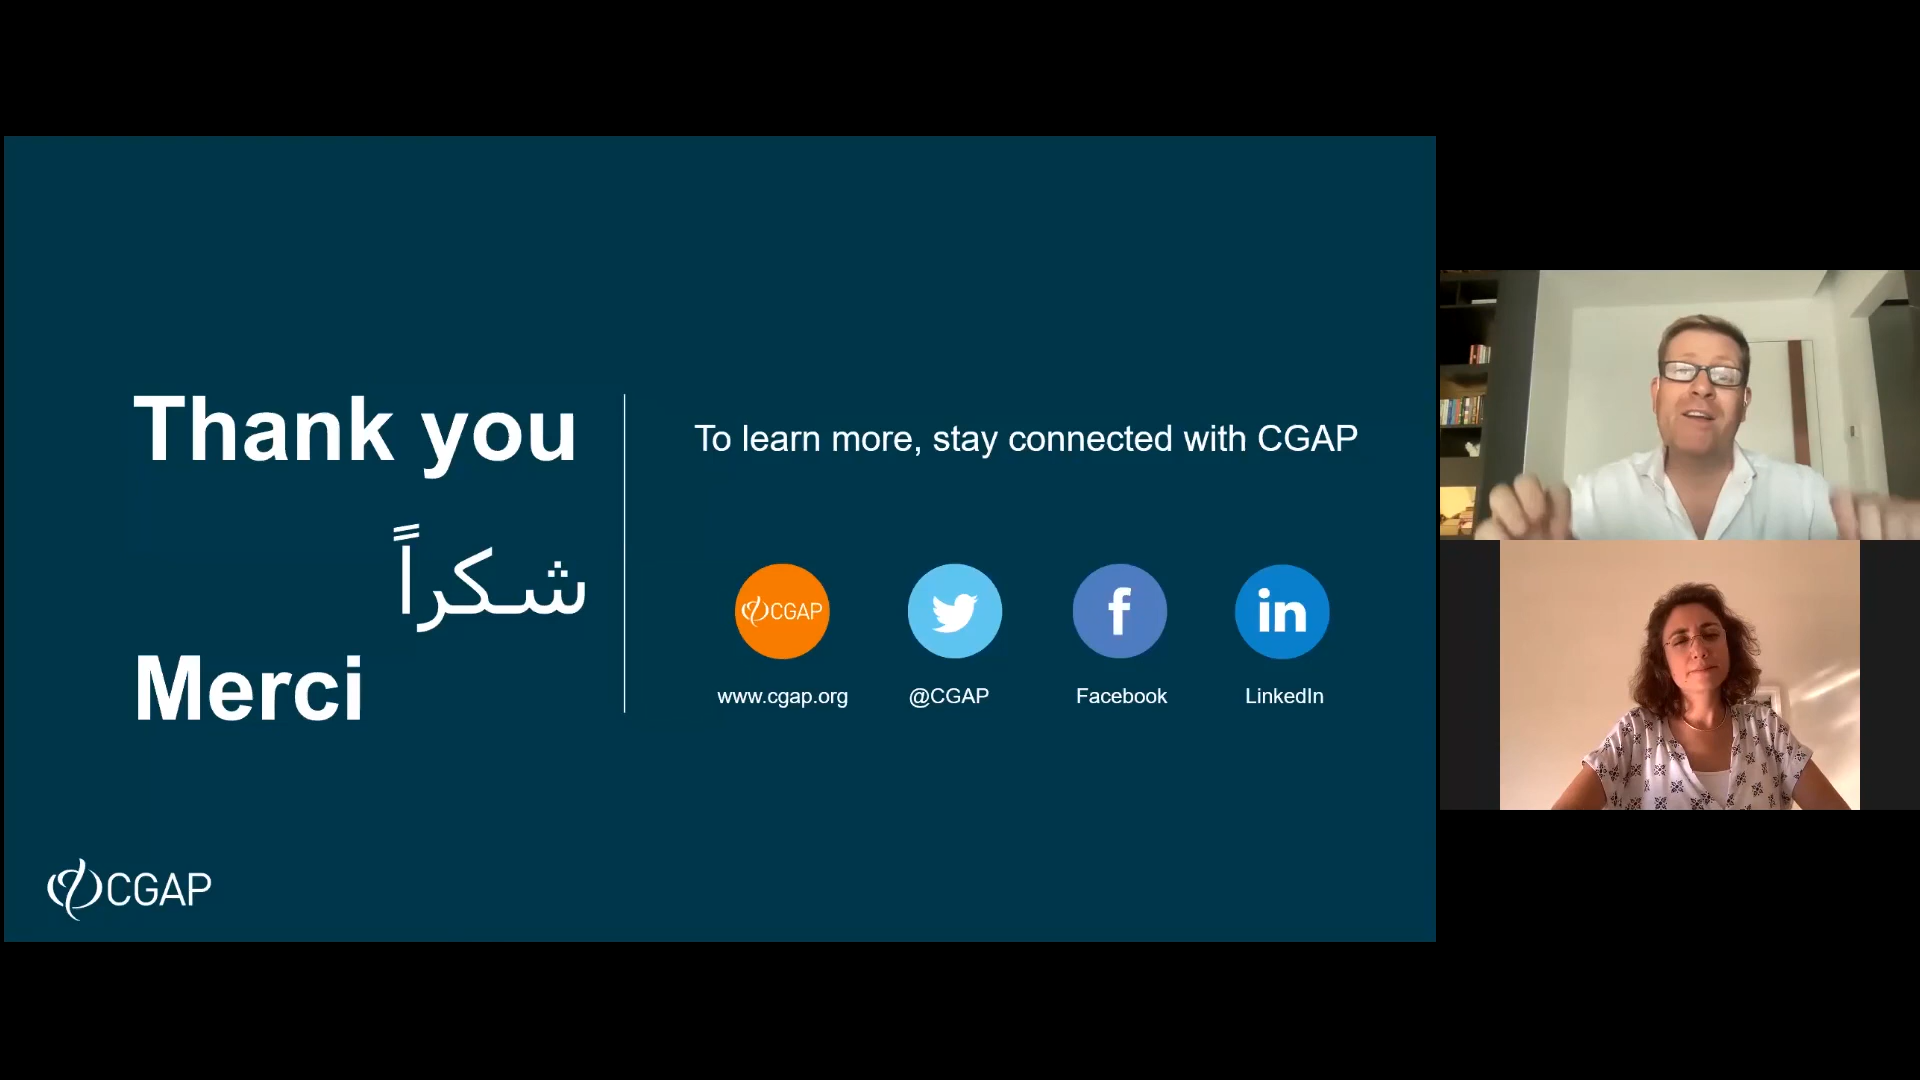 Thank you
شكراً
Merci
To learn more, stay connected with CGAP
CGAP
www.cgap.org
@CGAP
Facebook
in
LinkedIn
CGAP